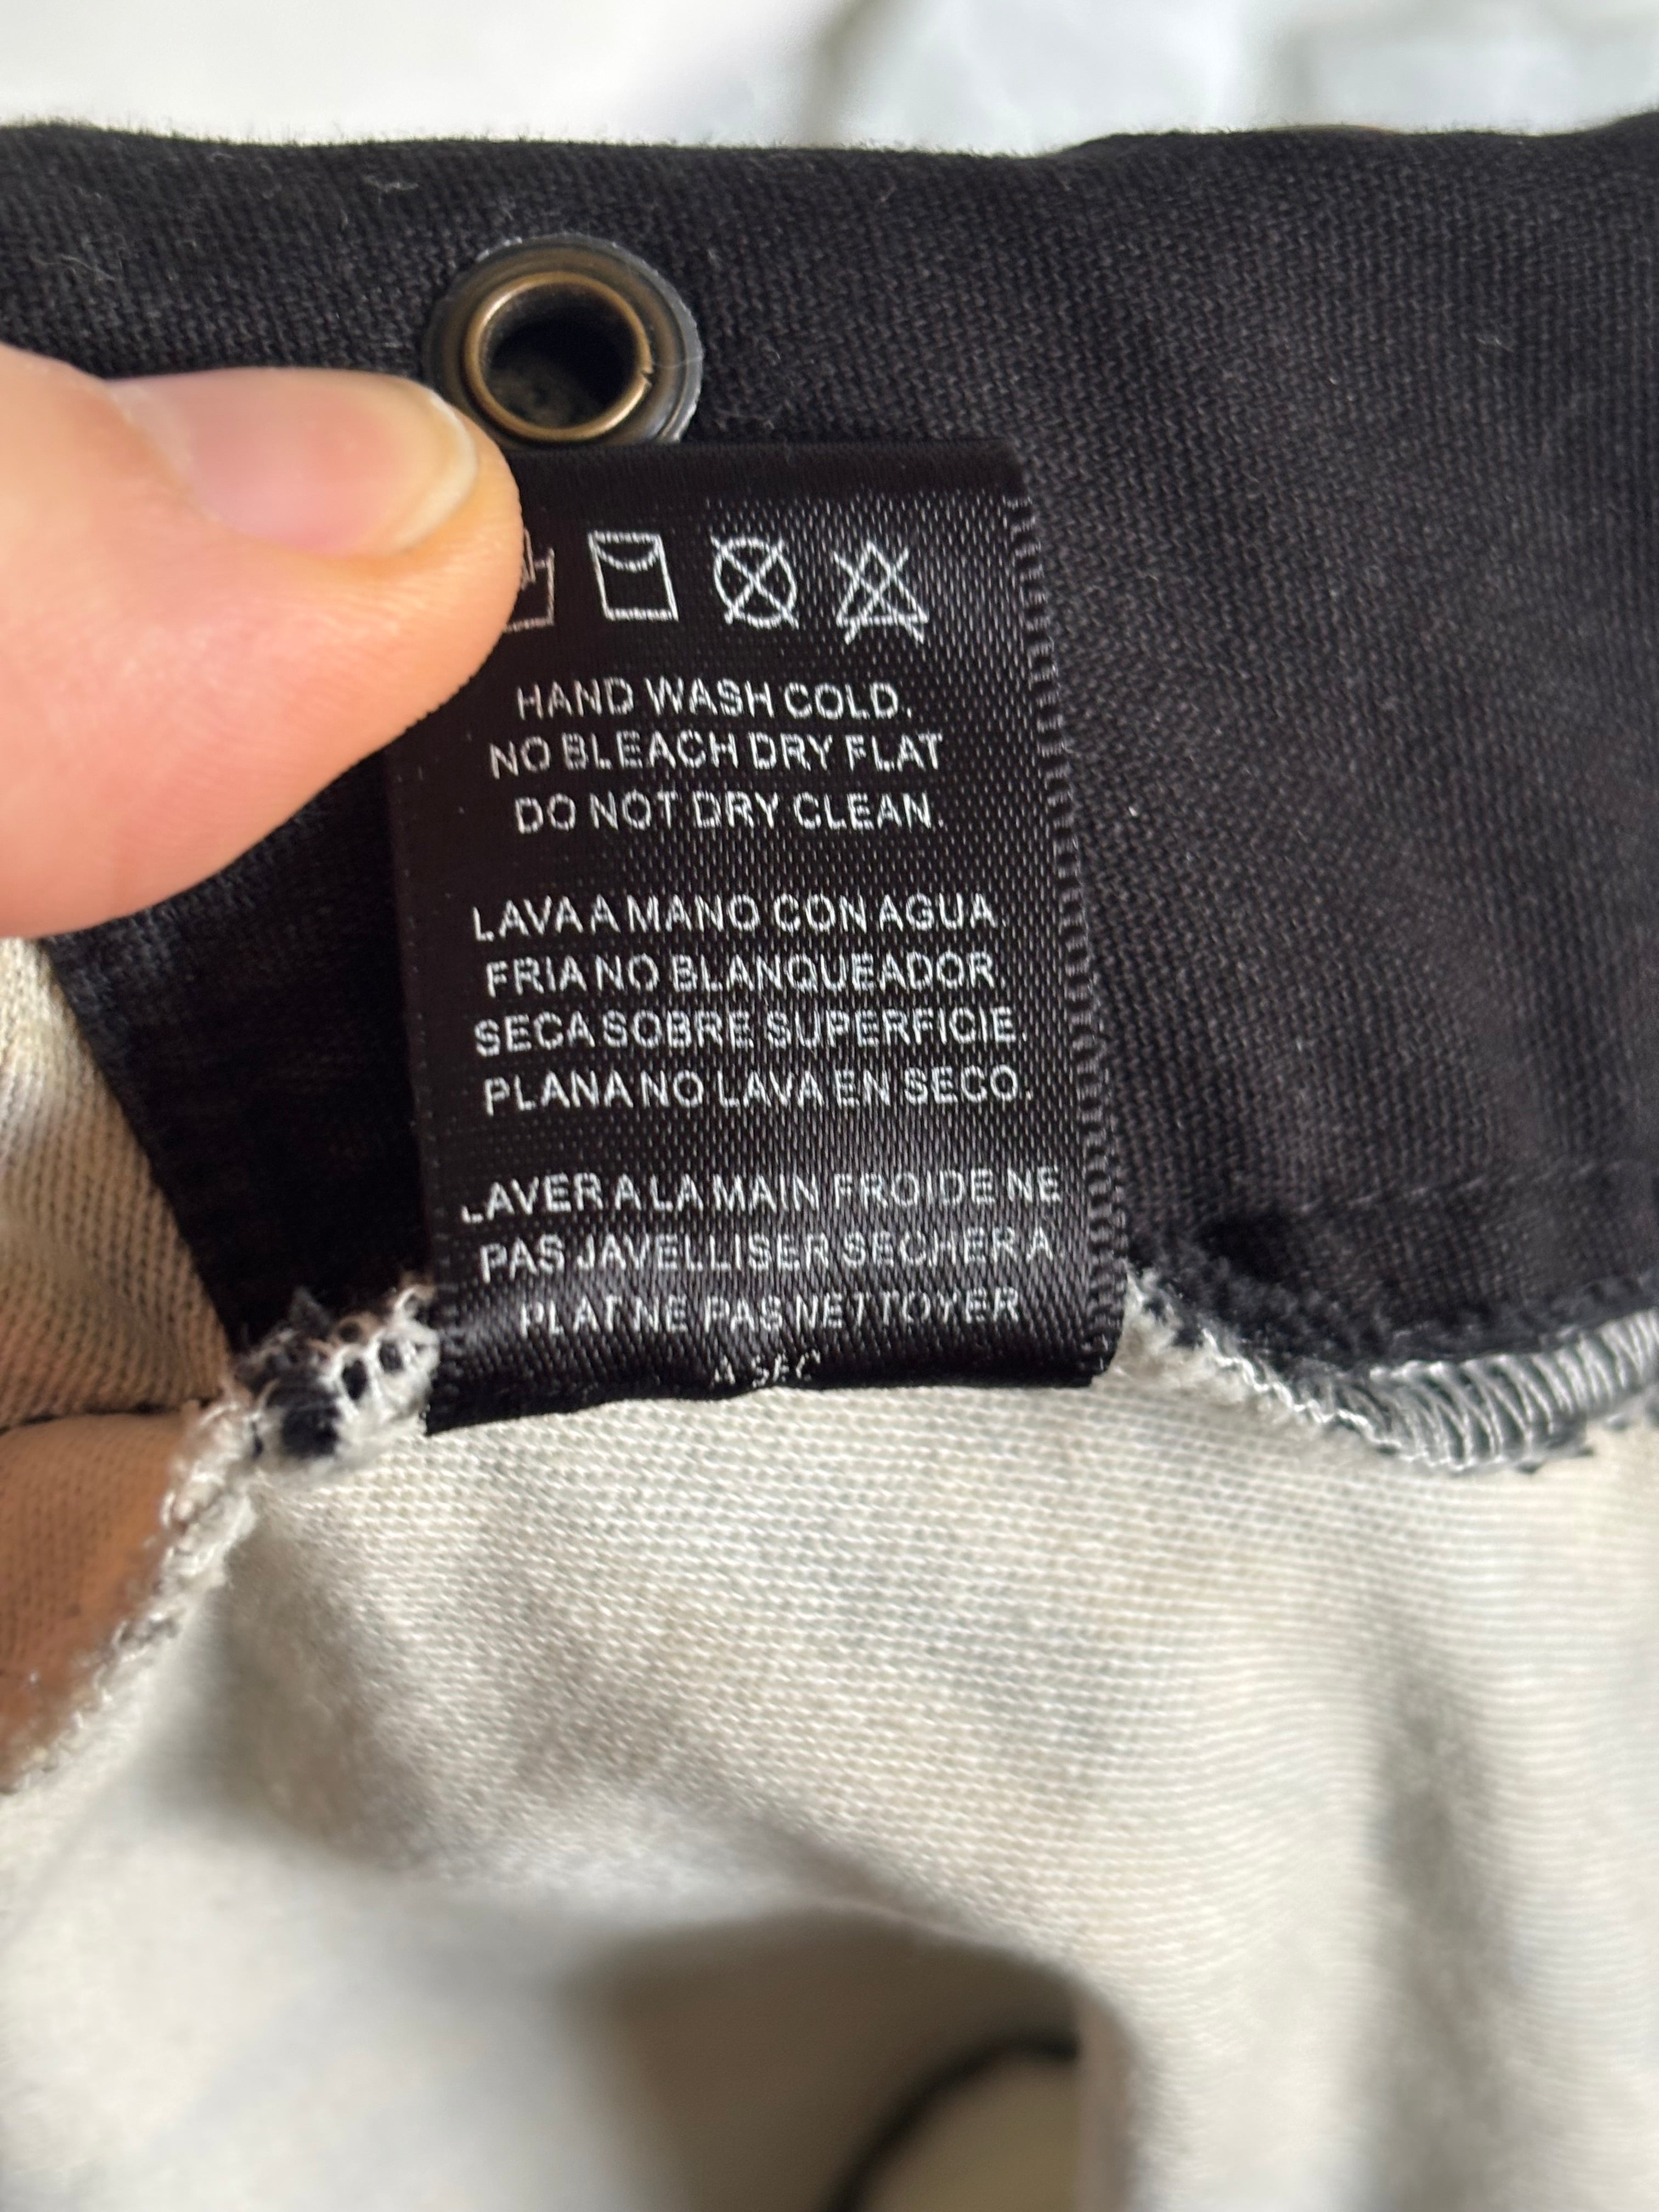 HAND WASH COLD.
NO BLEACH DRY FLAT
DO NOT DRY CLEAN.
LAVA A MANO CON AGUA
FRIA NO BLANQUEADOR
SECA SOBRE SUPERFICIE
PLANA NO LAVA EN SECO.
LAVER A LA MAIN FROIDE NE
PAS JAVELLISER SECHER A
PLAT NE PAS NETTOYER
A SEC